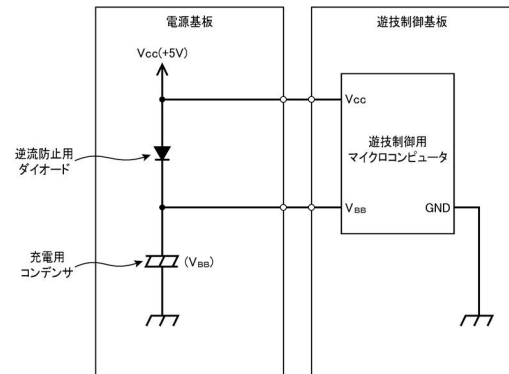 電源基板
遊技制御基板
Vcc(+5V)
Vcc
遊技制御用
マイクロコンピュータ
逆流防止用
ダイオード
VBB
GND
充電用
コンデンサ
(VBB)